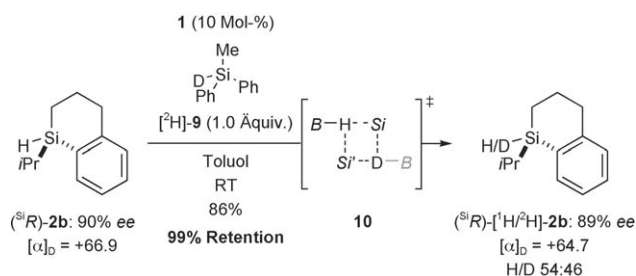 1 (10 Mol-%)
Me
D Si
Ph Ph
[²H]-9 (1.0 Äquiv.)
Toluol
RT
86%
99% Retention
H Si
iPr
(ˢⁱR)-2b: 90% ee
[α]D = +66.9
B H Si
Si' D B
‡
10
H/D Si
iPr
(ˢⁱR)-[¹H/²H]-2b: 89% ee
[α]D = +64.7
H/D 54:46